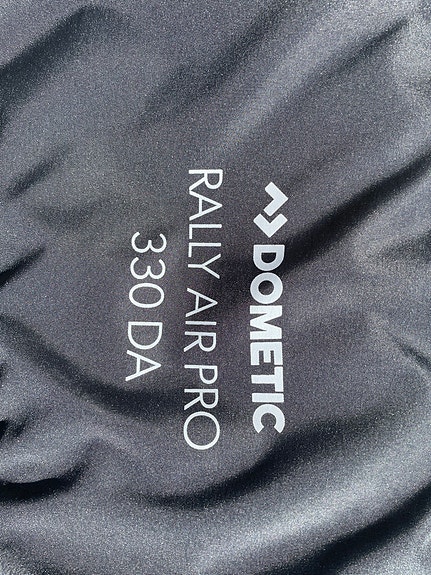 DOMETIC
RALLY AIR PRO
330 DA